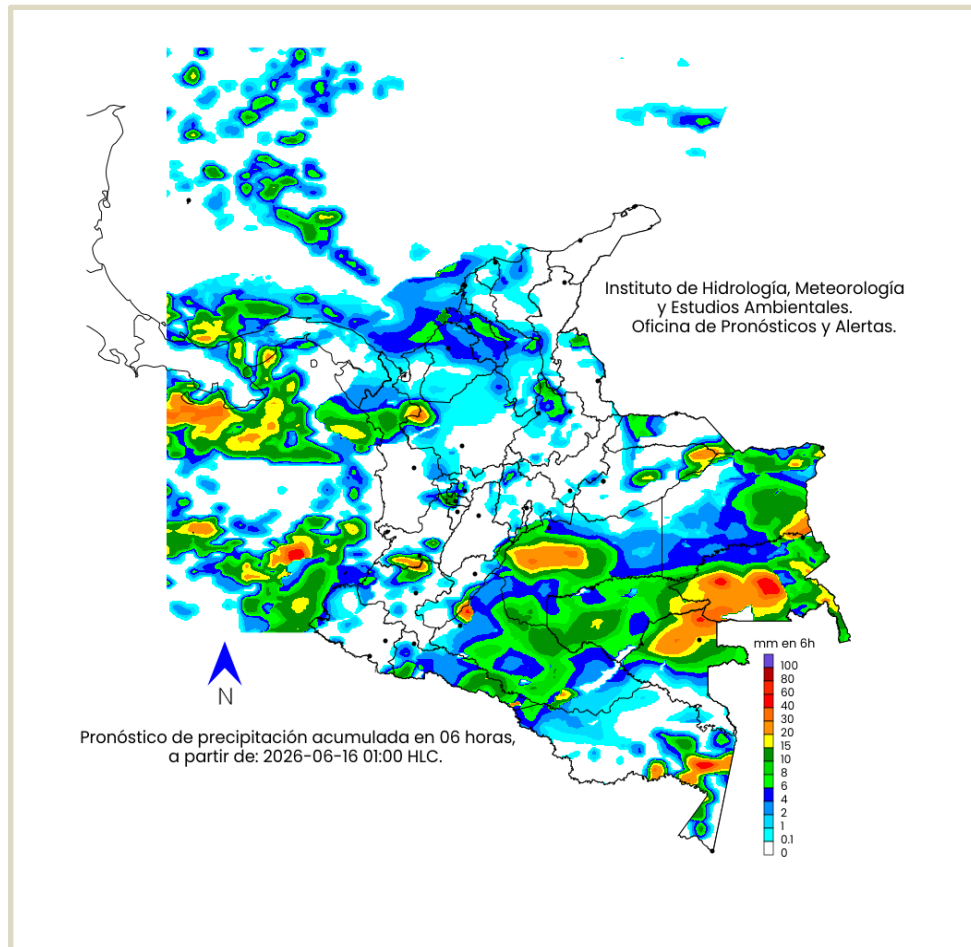 Instituto de Hidrología, Meteorología
y Estudios Ambientales.
Oficina de Pronósticos y Alertas.
mm en 6h
100
80
60
40
30
20
15
10
8
6
4
2
1
0.1
0
N
Pronóstico de precipitación acumulada en 06 horas,
a partir de: 2026-06-16 01:00 HLC.